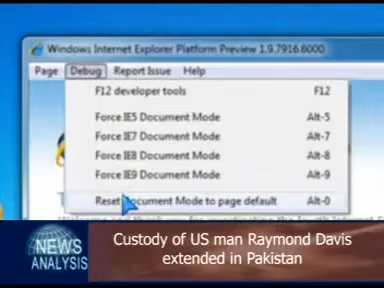 Windows Internet Explorer Platform Preview 1.9.7916.6000
Page Debug Report Issue Help
F12 developer tools F12
Force IE5 Document Mode Alt-5
Force IE7 Document Mode Alt-7
Force IE8 Document Mode Alt-8
Force IE9 Document Mode Alt-9
Reset Document Mode to page default Alt-0
NEWS
ANALYSIS
Custody of US man Raymond Davis
extended in Pakistan